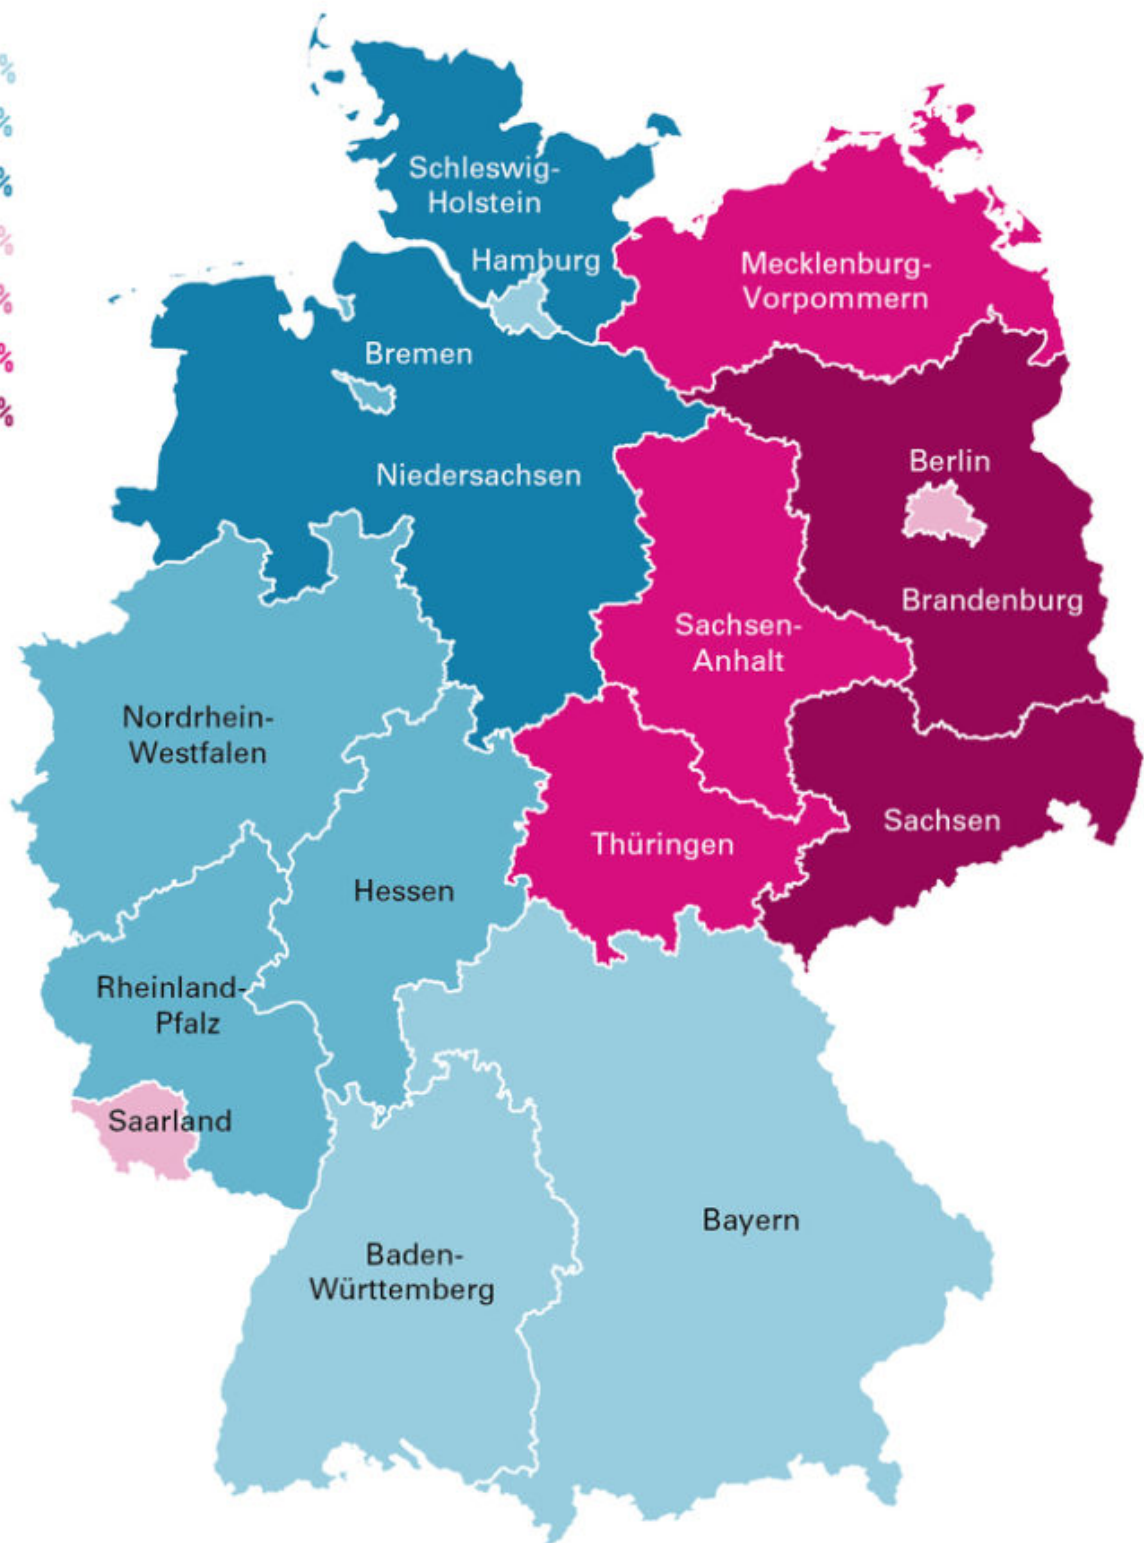 %
%
%
%
%
%
%
Schleswig-
Holstein
Hamburg
Mecklenburg-
Vorpommern
Bremen
Niedersachsen
Berlin
Brandenburg
Sachsen-
Anhalt
Nordrhein-
Westfalen
Sachsen
Thüringen
Hessen
Rheinland-
Pfalz
Saarland
Bayern
Baden-
Württemberg